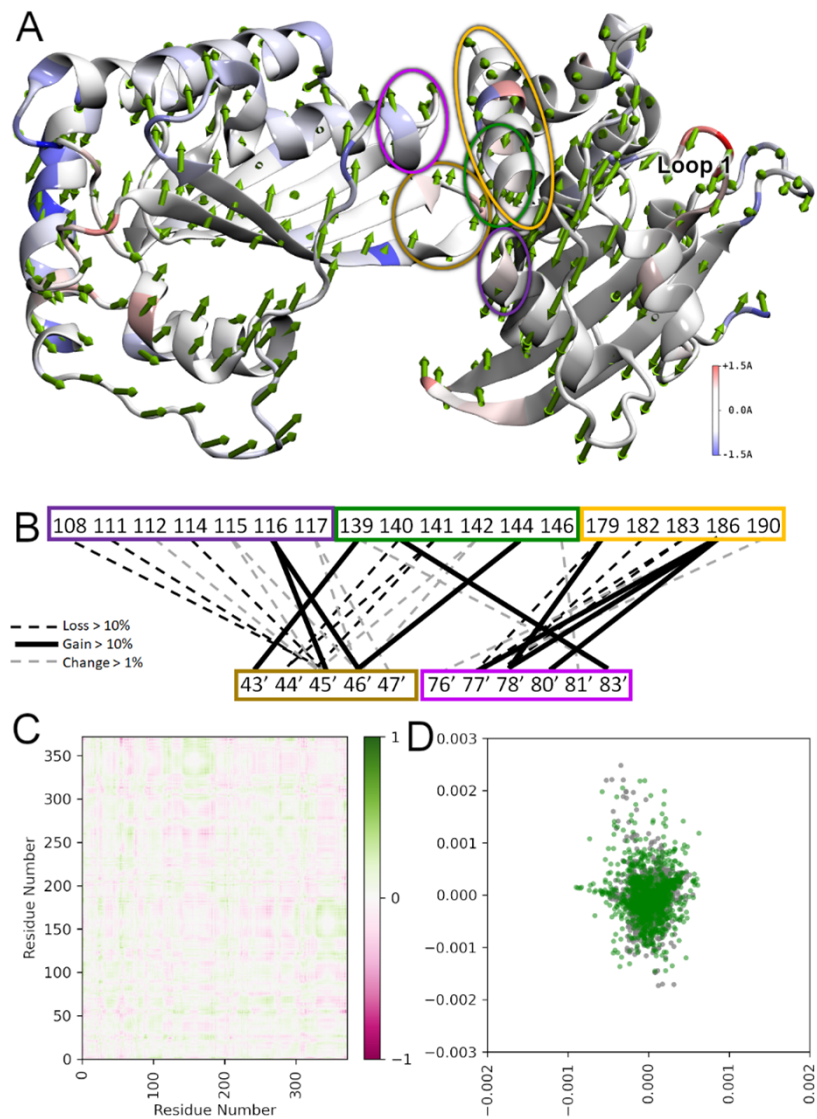 A
Loop 1
+1.5A
0.0A
-1.5A
B
108 111 112 114 115 116 117 139 140 141 142 144 146 179 182 183 186 190
Loss > 10%
Gain > 10%
Change > 1%
43’ 44’ 45’ 46’ 47’ 76’ 77’ 78’ 80’ 81’ 83’
C
350
300
250
200
150
100
50
0
Residue Number
0 100 200 300
Residue Number
1
0
−1
D
0.003
0.002
0.001
0.000
−0.001
−0.002
−0.003
−0.002 −0.001 0.000 0.001 0.002